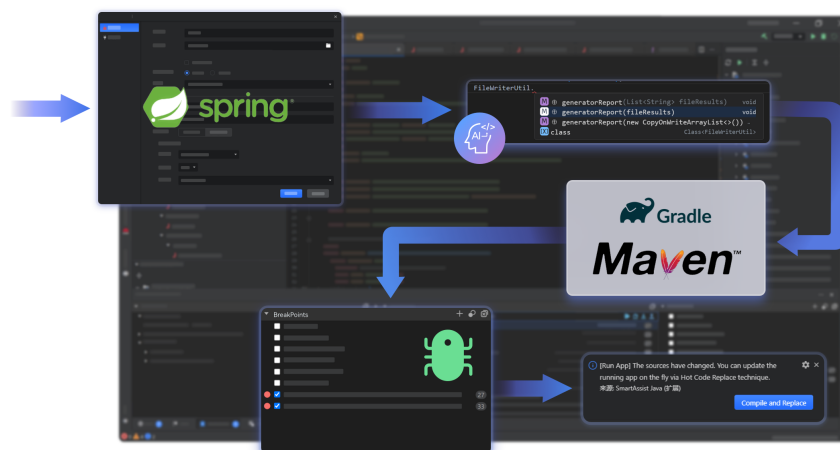 spring
FileWriterUtil.
generatorReport(List<String> fileResults) void
generatorReport(fileResults) void
generatorReport(new CopyOnWriteArrayList<>{})
class Class<FileWriterUtil>
AI
</>
Gradle
Maven™
BreakPoints
27
33
[Run App] The sources have changed. You can update the
running app on the fly via Hot Code Replace technique.
来源: SmartAssist Java (扩展)
Compile and Replace